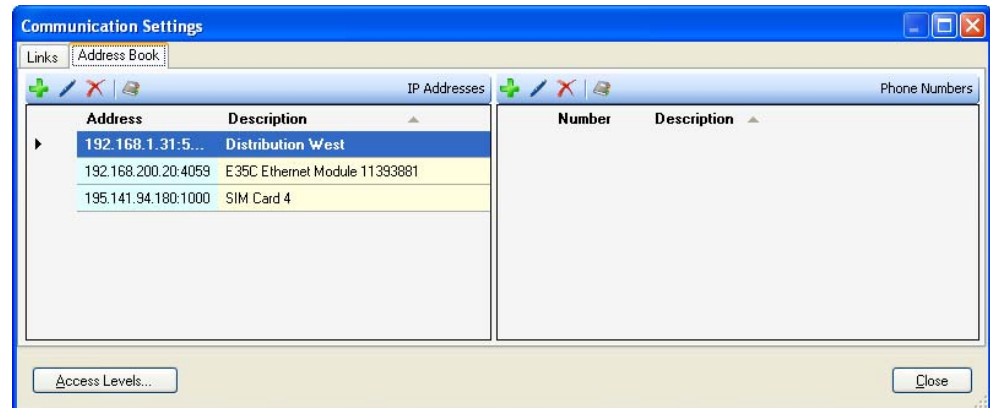 Communication Settings
Links Address Book
IP Addresses Phone Numbers
Address Description Number Description
192.168.1.31:5... Distribution West
192.168.200.20:4059 E35C Ethernet Module 11393881
195.141.94.180:1000 SIM Card 4
Access Levels... Close